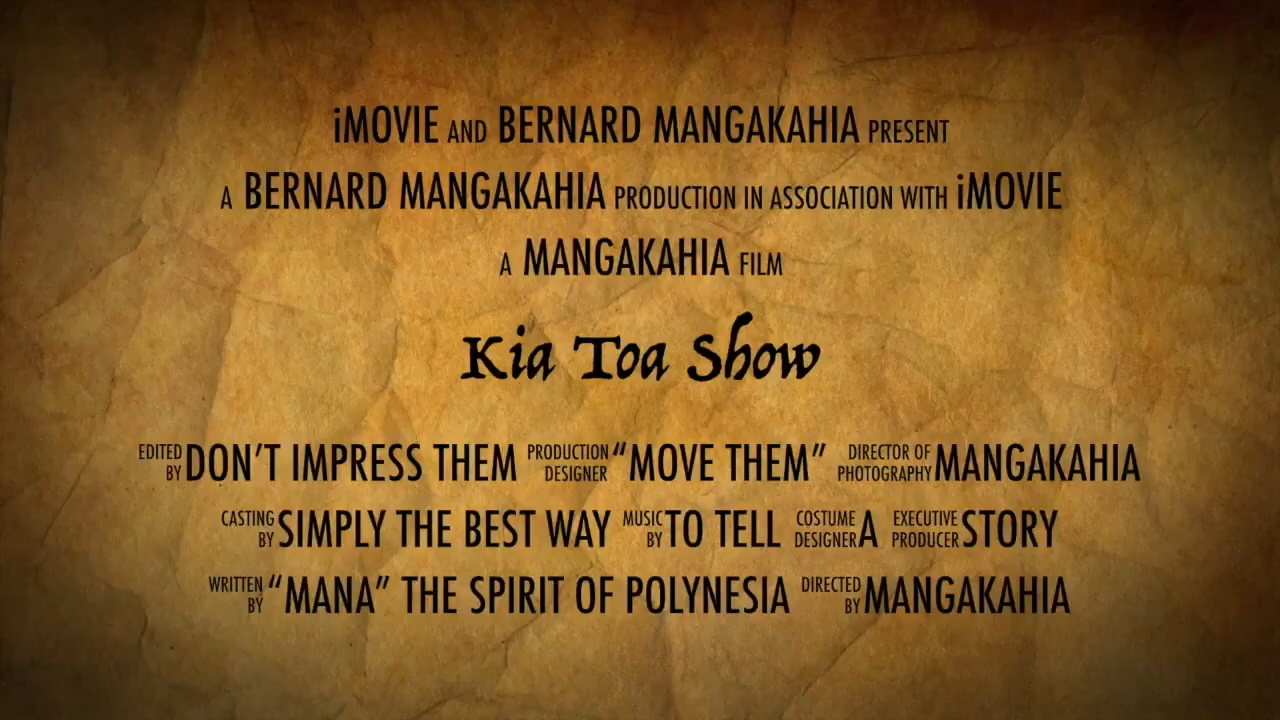 iMOVIE AND BERNARD MANGAKAHIA PRESENT
A BERNARD MANGAKAHIA PRODUCTION IN ASSOCIATION WITH iMOVIE
A MANGAKAHIA FILM
Kia Toa Show
EDITED BY DON'T IMPRESS THEM PRODUCTION DESIGNER "MOVE THEM" DIRECTOR OF PHOTOGRAPHY MANGAKAHIA
CASTING BY SIMPLY THE BEST WAY MUSIC BY TO TELL COSTUME DESIGNER A EXECUTIVE PRODUCER STORY
WRITTEN BY "MANA" THE SPIRIT OF POLYNESIA DIRECTED BY MANGAKAHIA